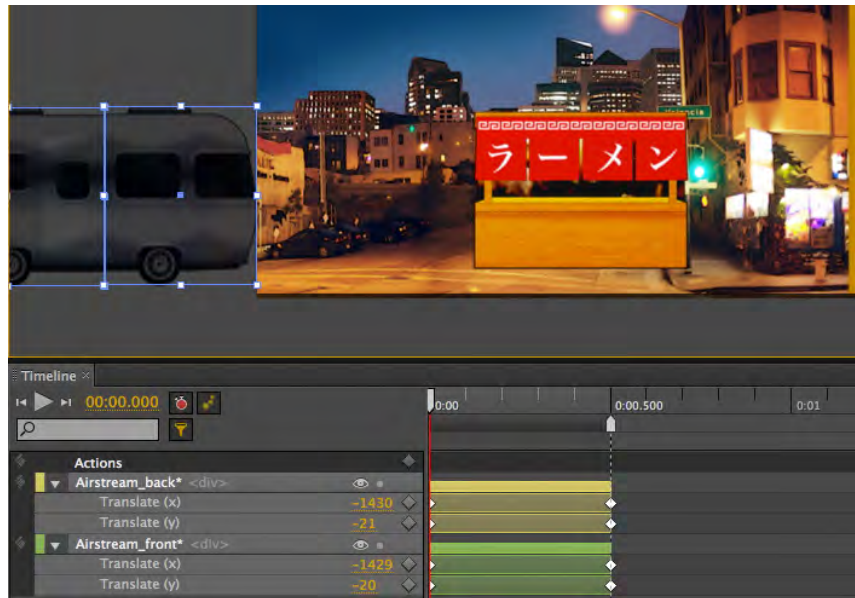 Valencia
ラーメン
Timeline ×
00:00.000
0:00 0:00.500 0:01
Actions
Airstream_back* <div>
Translate (x) -1430
Translate (y) -21
Airstream_front* <div>
Translate (x) -1429
Translate (y) -20